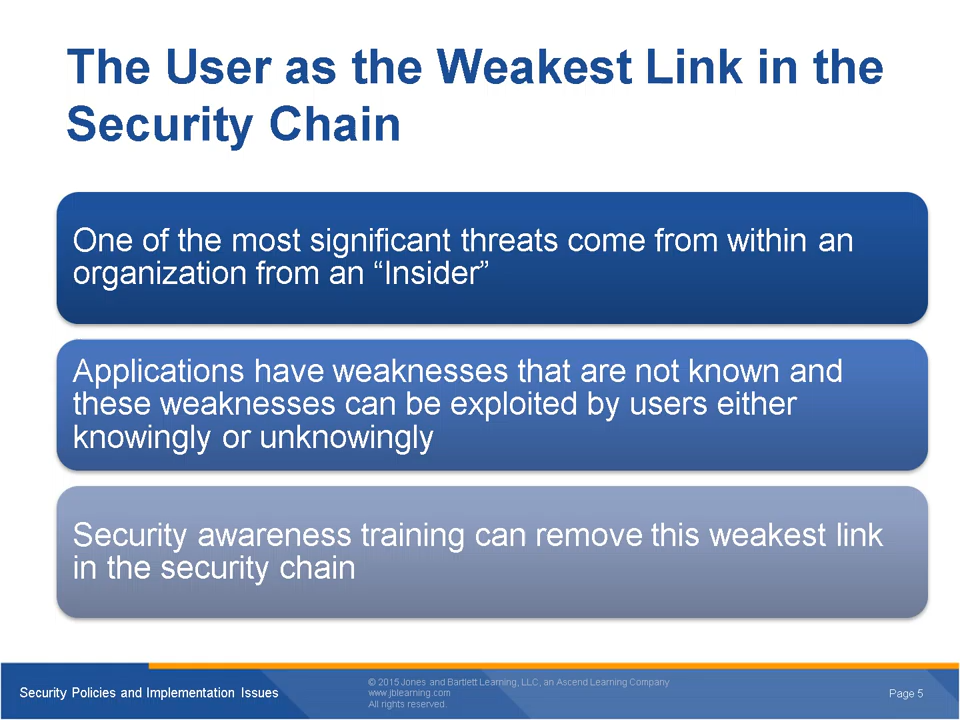 The User as the Weakest Link in the
Security Chain
One of the most significant threats come from within an
organization from an “Insider”
Applications have weaknesses that are not known and
these weaknesses can be exploited by users either
knowingly or unknowingly
Security awareness training can remove this weakest link
in the security chain
Security Policies and Implementation Issues
© 2015 Jones and Bartlett Learning, LLC, an Ascend Learning Company
www.jblearning.com
All rights reserved.
Page 5